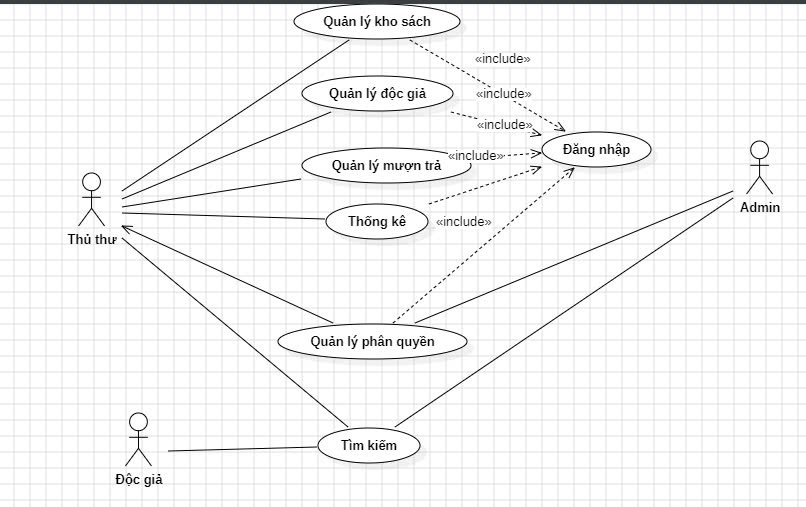 Quản lý kho sách
«include»
Quản lý độc giả
«include»
«include»
Đăng nhập
Quản lý mượn trả
«include»
Thống kê
«include»
Thủ thư
Admin
Quản lý phân quyền
Tìm kiếm
Độc giả